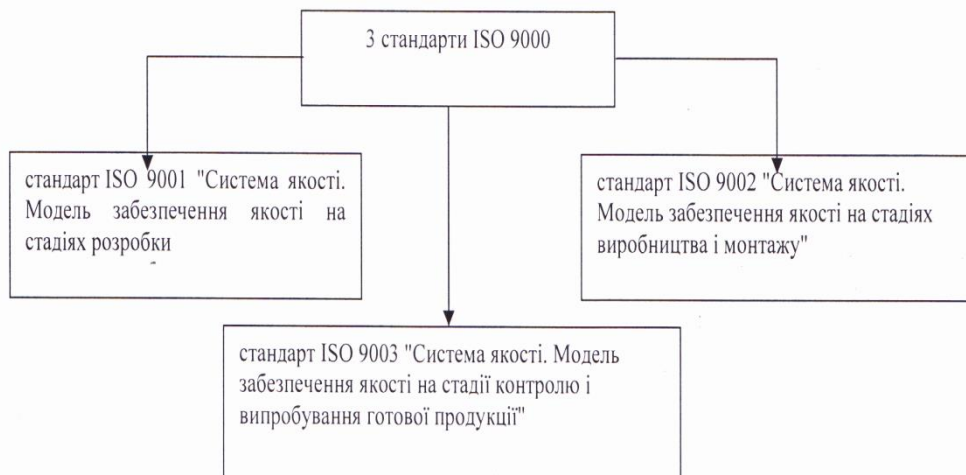 3 стандарти ISO 9000
стандарт ISO 9001 "Система якості.
Модель забезпечення якості на
стадіях розробки
стандарт ISO 9002 "Система якості.
Модель забезпечення якості на стадіях
виробництва і монтажу"
стандарт ISO 9003 "Система якості. Модель
забезпечення якості на стадії контролю і
випробування готової продукції"